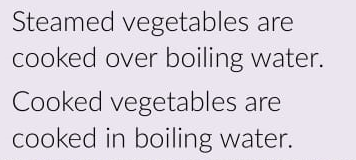 Steamed vegetables are
cooked over boiling water.
Cooked vegetables are
cooked in boiling water.